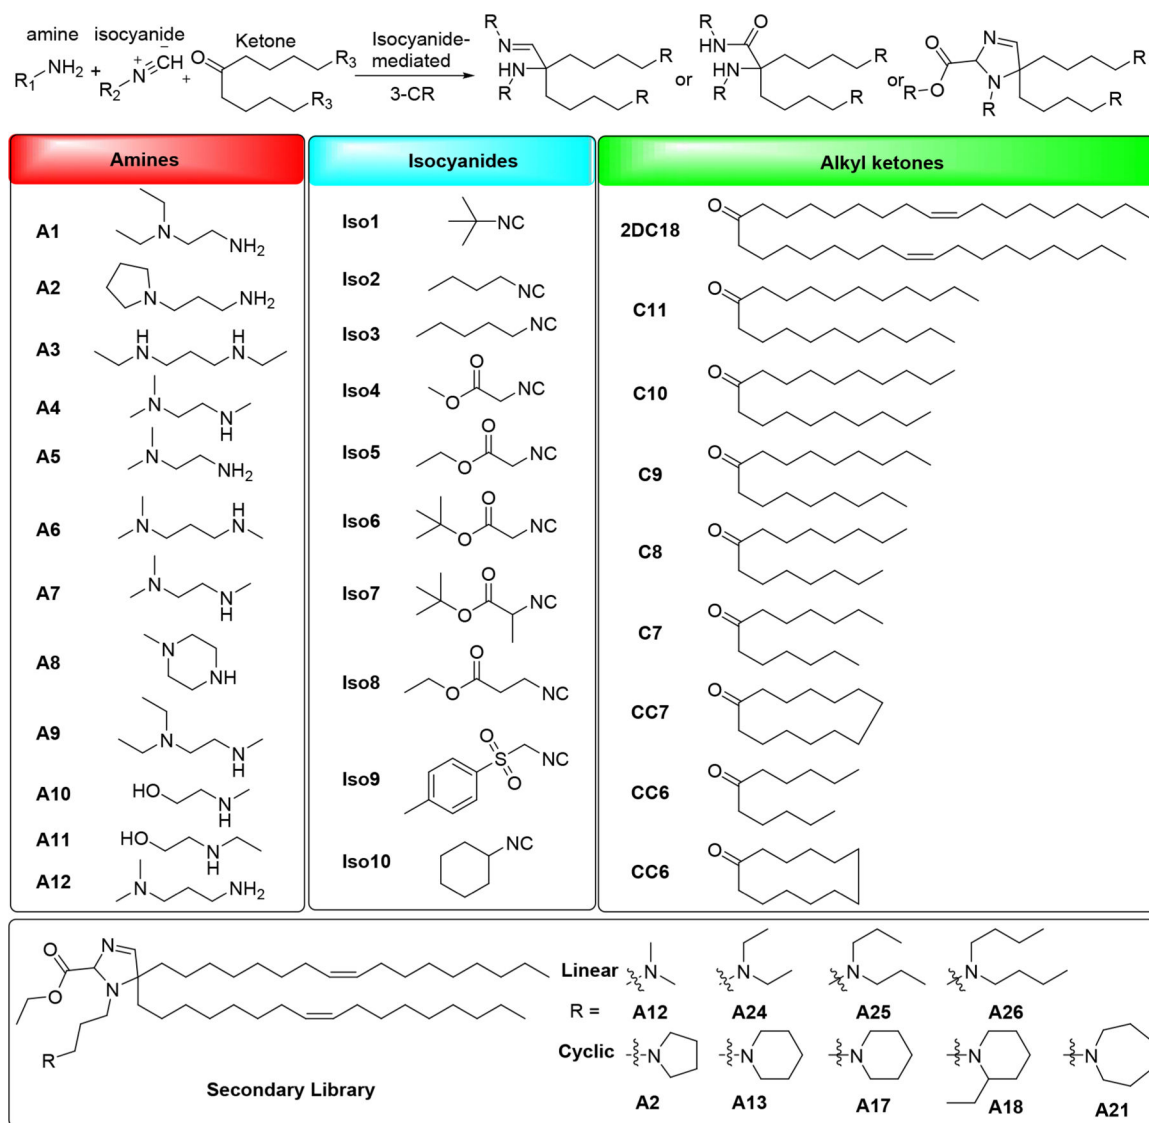 amine isocyanide Ketone Isocyanide-
mediated
3-CR
R1 NH2 + R2 N + C − H + O R3 R3
R N HN R R R or R HN O HN R R R or O R O N N R R R
Amines
Isocyanides
Alkyl ketones
A1 N NH2
A2 N NH2
A3 H N H N
A4 N N H
A5 N NH2
A6 N H N
A7 N N H
A8 N NH
A9 N N H
A10 HO N H
A11 HO N H
A12 N NH2
Iso1 NC
Iso2 NC
Iso3 NC
Iso4 O O NC
Iso5 O O NC
Iso6 O O NC
Iso7 O O NC
Iso8 O O NC
Iso9 O S O NC
Iso10 NC
2DC18 O
C11 O
C10 O
C9 O
C8 O
C7 O
CC7 O
CC6 O
CC6 O
O O N N R
Secondary Library
Linear N N N N
R = A12 A24 A25 A26
Cyclic N N N N N
A2 A13 A17 A18 A21